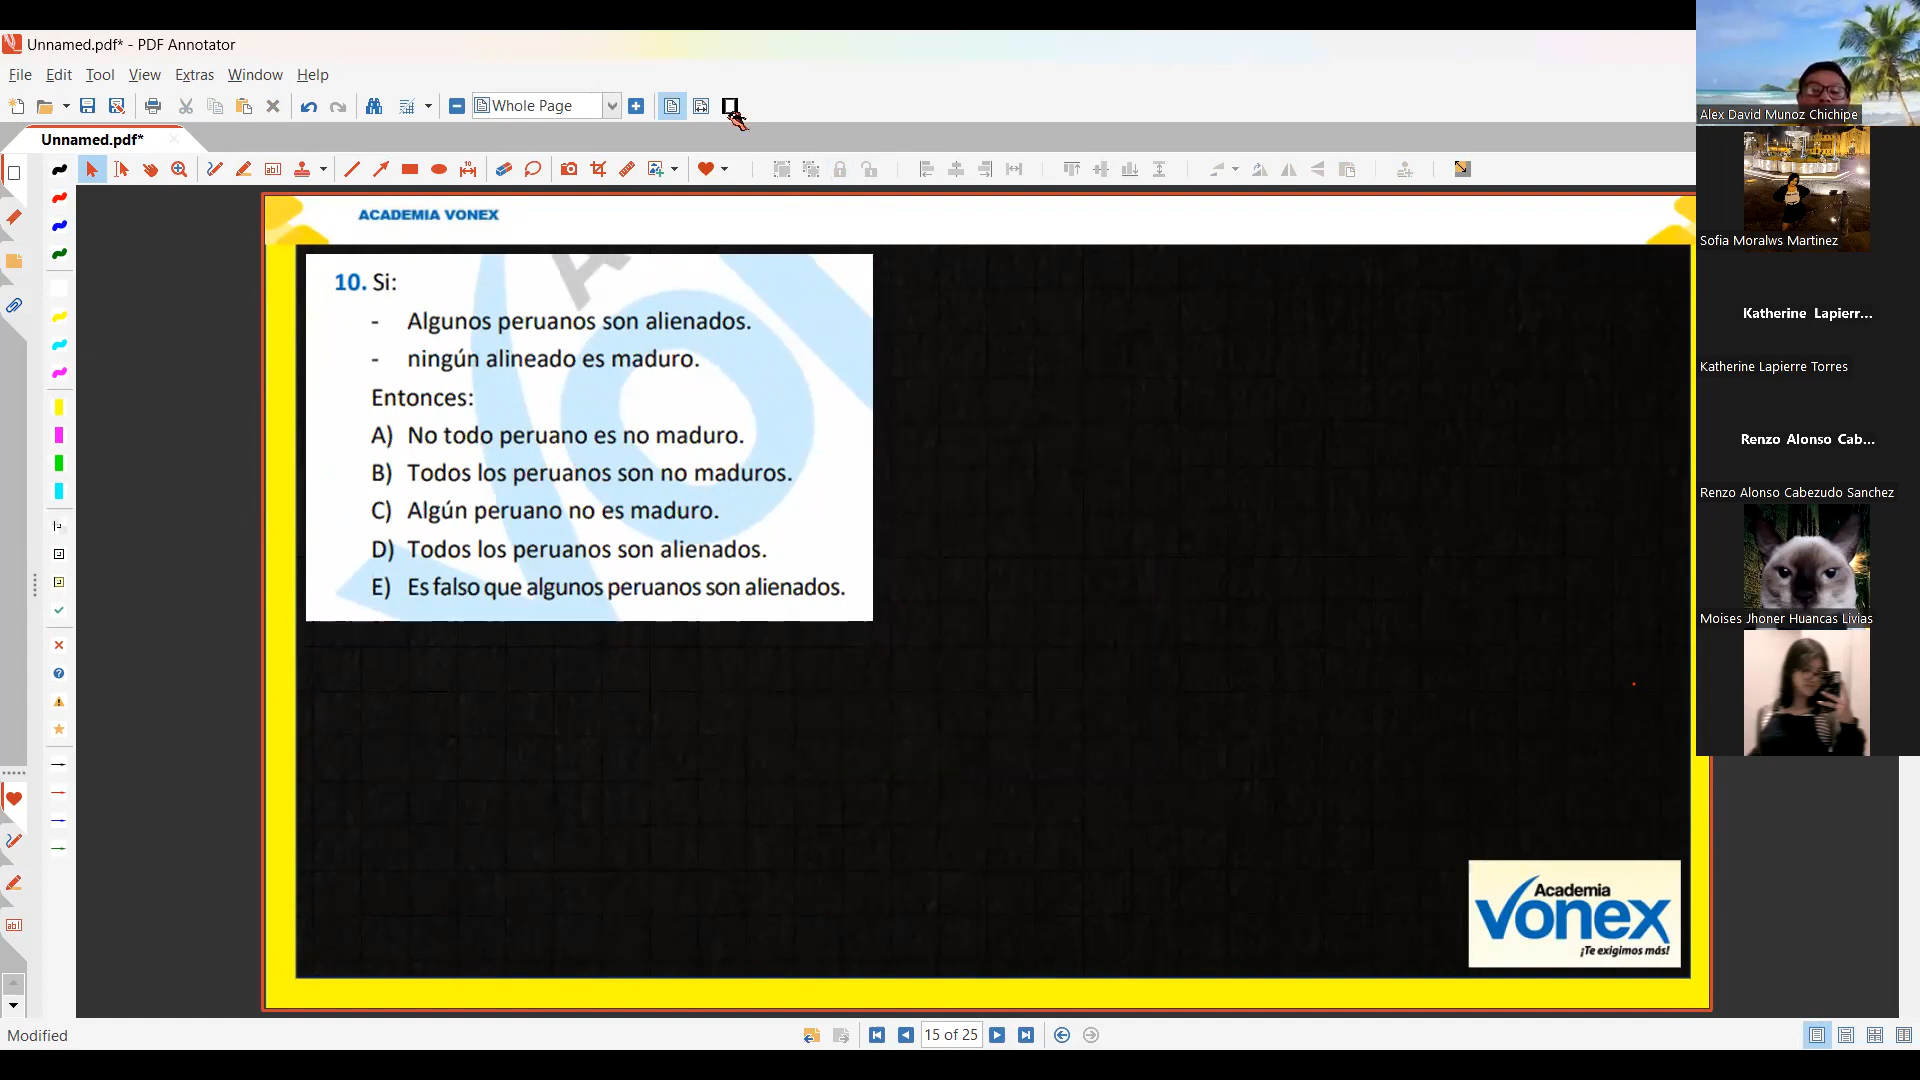 Unnamed.pdf* - PDF Annotator
File Edit Tool View Extras Window Help
Whole Page
Unnamed.pdf*
ACADEMIA VONEX
10. Si:
- Algunos peruanos son alienados.
- ningún alineado es maduro.
Entonces:
A) No todo peruano es no maduro.
B) Todos los peruanos son no maduros.
C) Algún peruano no es maduro.
D) Todos los peruanos son alienados.
E) Es falso que algunos peruanos son alienados.
Academia
vonex
¡Te exigimos más!
Alex David Munoz Chichipe
Sofia Moralws Martinez
Katherine Lapierr...
Katherine Lapierre Torres
Renzo Alonso Cab...
Renzo Alonso Cabezudo Sanchez
Moises Jhoner Huancas Livias
Modified
15 of 25